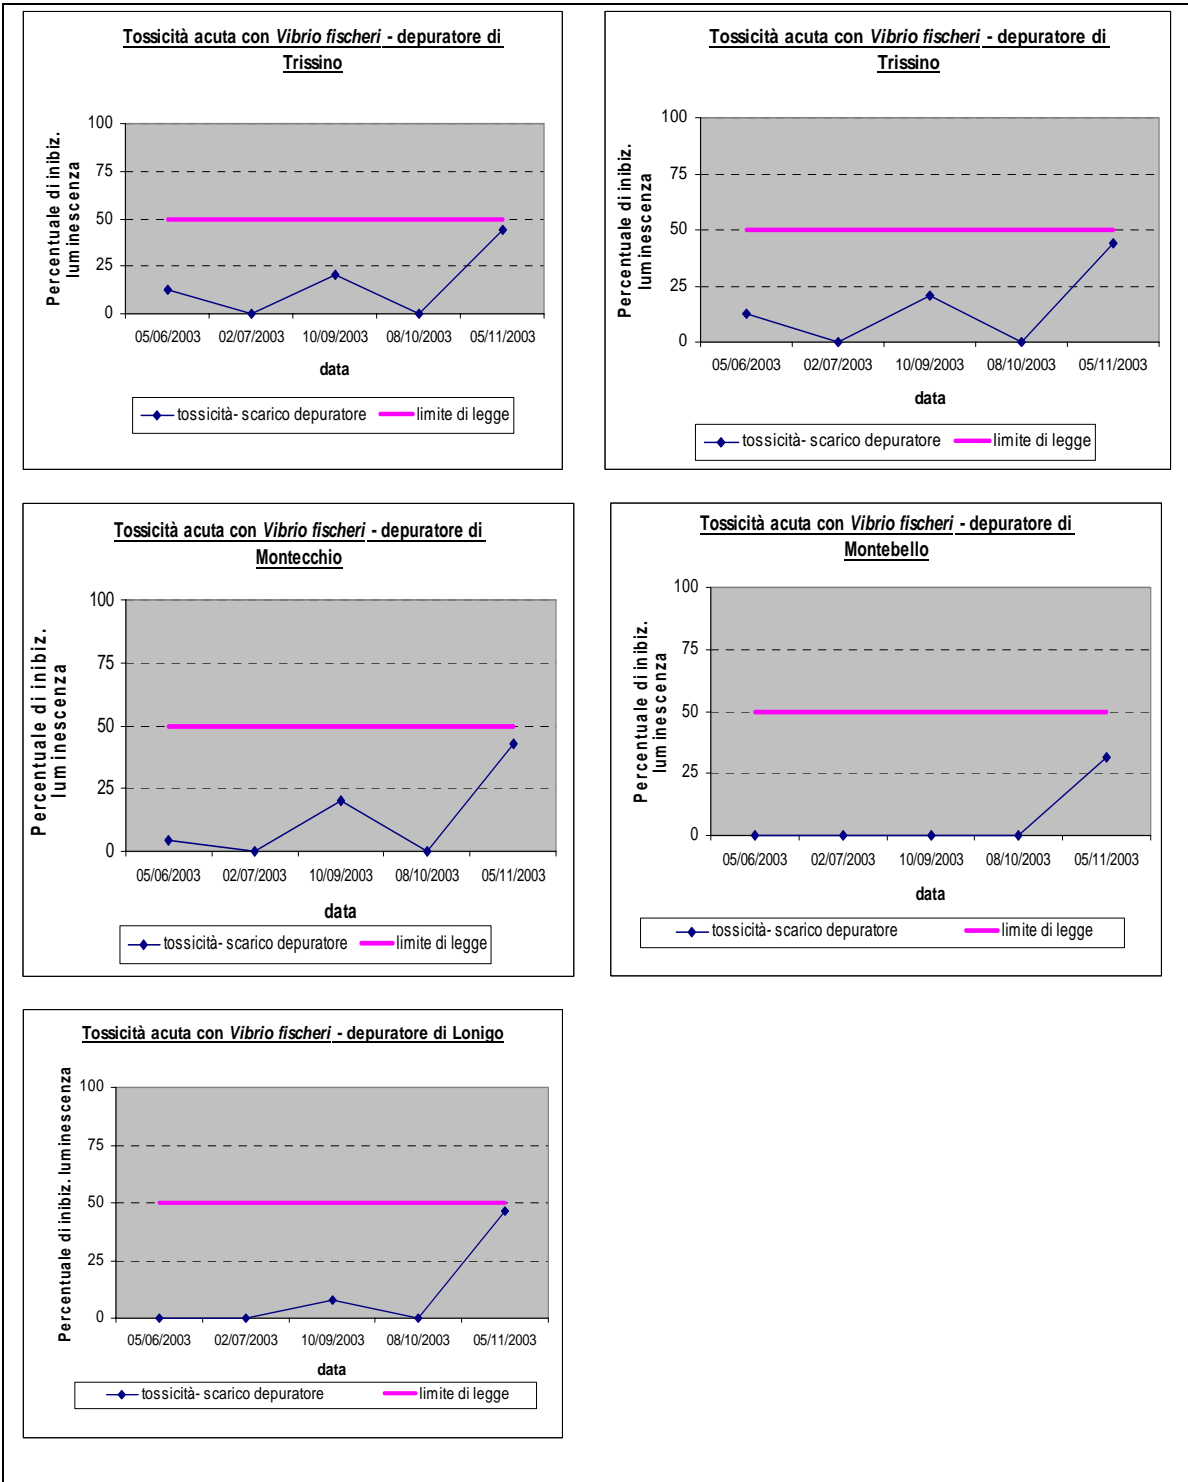 Tossicità acuta con Vibrio fischeri - depuratore di
Trissino
Percentuale di inibiz.
luminescenza
100
75
50
25
0
05/06/2003 02/07/2003 10/09/2003 08/10/2003 05/11/2003
data
tossicità- scarico depuratore limite di legge
Tossicità acuta con Vibrio fischeri - depuratore di
Trissino
Percentuale di inibiz.
luminescenza
100
75
50
25
0
05/06/2003 02/07/2003 10/09/2003 08/10/2003 05/11/2003
data
tossicità- scarico depuratore limite di legge
Tossicità acuta con Vibrio fischeri - depuratore di
Montecchio
Percentuale di inibiz.
luminescenza
100
75
50
25
0
05/06/2003 02/07/2003 10/09/2003 08/10/2003 05/11/2003
data
tossicità- scarico depuratore limite di legge
Tossicità acuta con Vibrio fischeri - depuratore di
Montebello
Percentuale di inibiz.
luminescenza
100
75
50
25
0
05/06/2003 02/07/2003 10/09/2003 08/10/2003 05/11/2003
data
tossicità- scarico depuratore limite di legge
Tossicità acuta con Vibrio fischeri - depuratore di Lonigo
Percentuale di inibiz. luminescenza
100
75
50
25
0
05/06/2003 02/07/2003 10/09/2003 08/10/2003 05/11/2003
data
tossicità- scarico depuratore limite di legge